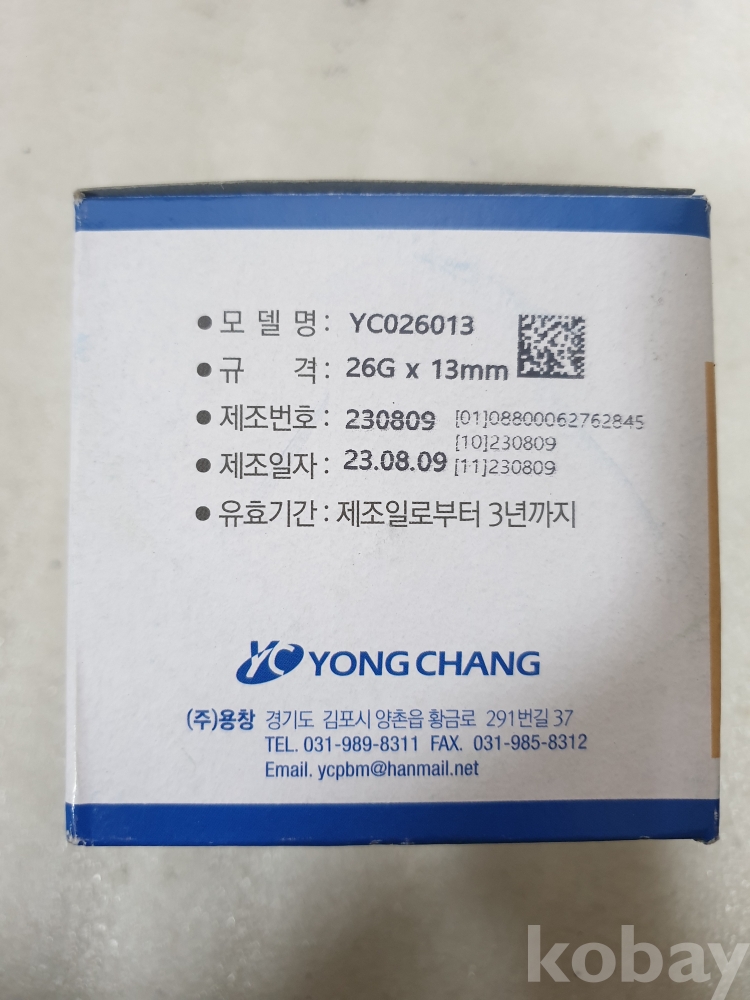 ● 모 델 명 : YC026013
● 규 격 : 26G x 13mm
● 제조번호 : 230809 [01]08800062762845
[10]230809
● 제조일자 : 23.08.09 [11]230809
● 유효기간 : 제조일로부터 3년까지
YC YONG CHANG
(주)용창 경기도 김포시 양촌읍 황금로 291번길 37
TEL. 031-989-8311 FAX. 031-985-8312
Email. ycpbm@hanmail.net
kobay